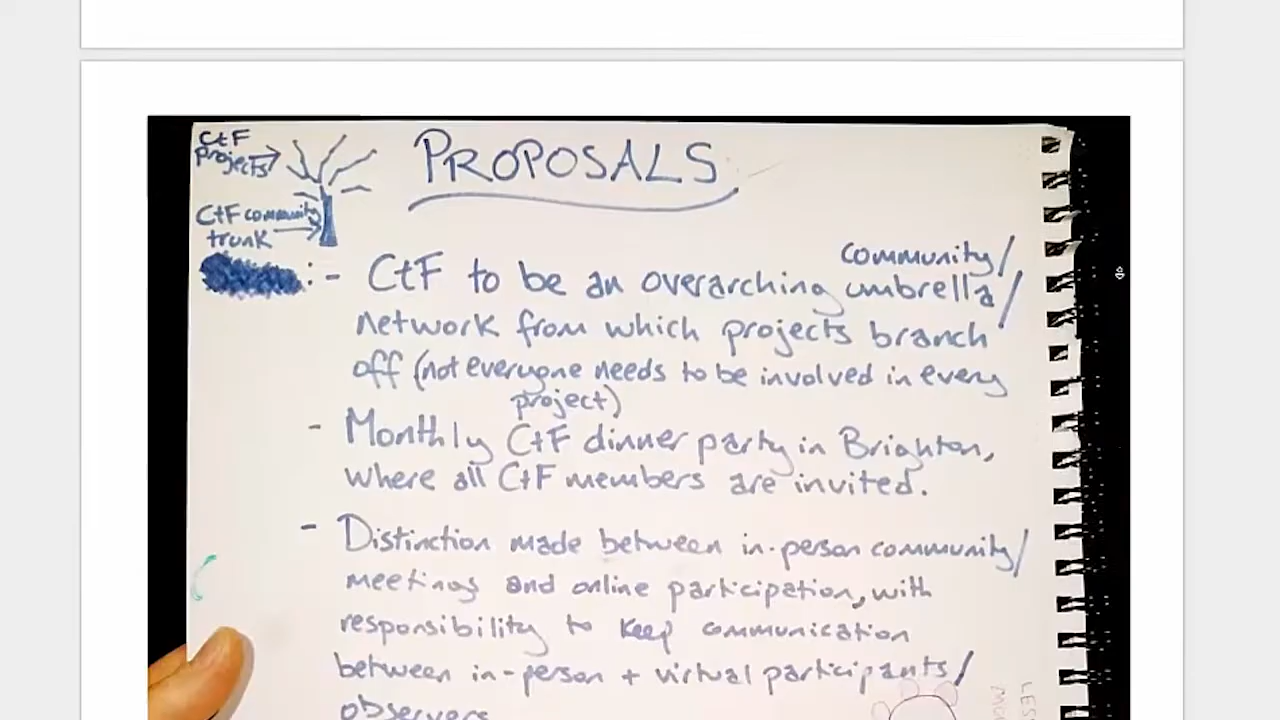 CtF
projects
PROPOSALS
CtF community
trunk
community/
:- CtF to be an overarching umbrella/
network from which projects branch
off (not everyone needs to be involved in every
project)
- Monthly CtF dinner party in Brighton,
where all CtF members are invited.
- Distinction made between in-person community/
meetings and online participation, with
responsibility to keep communication
between in-person + virtual participants/
observers